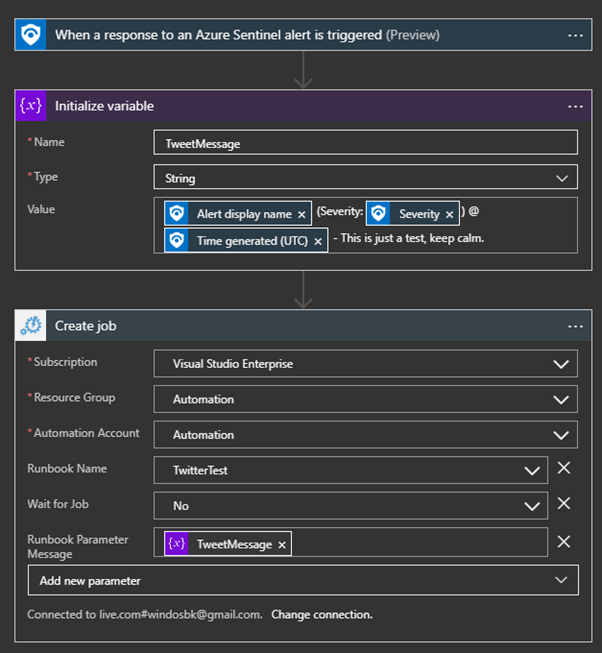 When a response to an Azure Sentinel alert is triggered (Preview)
{x} Initialize variable
* Name TweetMessage
* Type String
Value Alert display name × (Severity: Severity × ) @
Time generated (UTC) × - This is just a test, keep calm.
Create job
* Subscription Visual Studio Enterprise
* Resource Group Automation
* Automation Account Automation
Runbook Name TwitterTest
Wait for Job No
Runbook Parameter
Message {x} TweetMessage ×
Add new parameter
Connected to live.com#windosbk@gmail.com. Change connection.